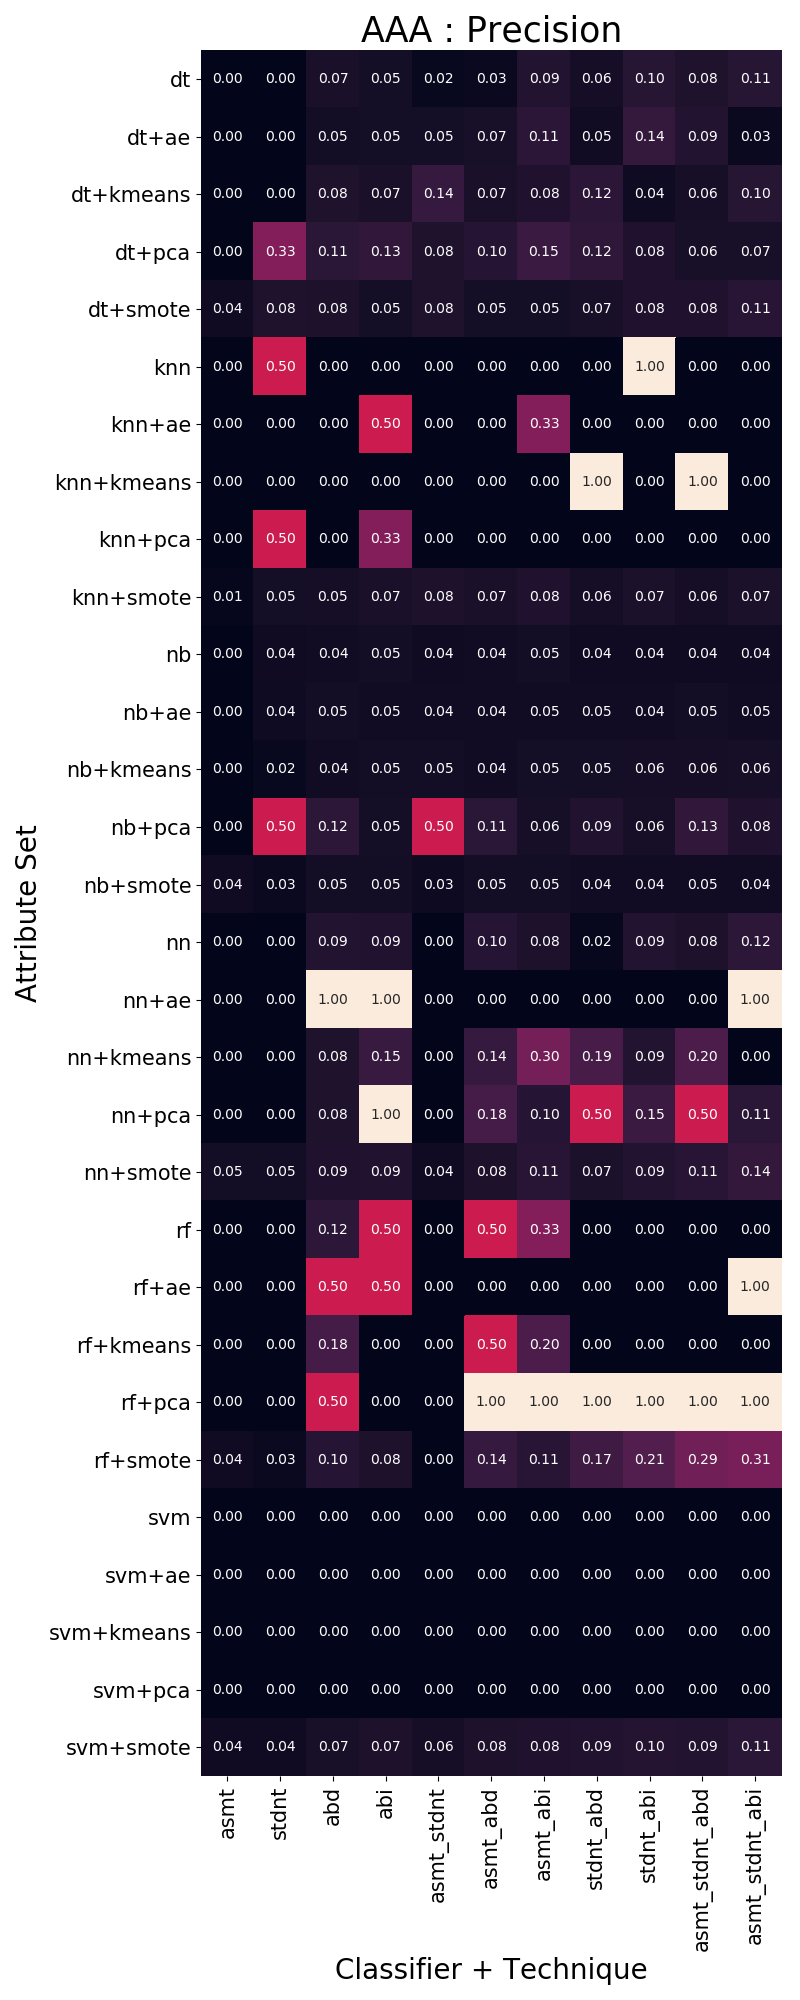 AAA : Precision
dt 0.00 0.00 0.07 0.05 0.02 0.03 0.09 0.06 0.10 0.08 0.11
dt+ae 0.00 0.00 0.05 0.05 0.05 0.07 0.11 0.05 0.14 0.09 0.03
dt+kmeans 0.00 0.00 0.08 0.07 0.14 0.07 0.08 0.12 0.04 0.06 0.10
dt+pca 0.00 0.33 0.11 0.13 0.08 0.10 0.15 0.12 0.08 0.06 0.07
dt+smote 0.04 0.08 0.08 0.05 0.08 0.05 0.05 0.07 0.08 0.08 0.11
knn 0.00 0.50 0.00 0.00 0.00 0.00 0.00 0.00 1.00 0.00 0.00
knn+ae 0.00 0.00 0.00 0.50 0.00 0.00 0.33 0.00 0.00 0.00 0.00
knn+kmeans 0.00 0.00 0.00 0.00 0.00 0.00 0.00 1.00 0.00 1.00 0.00
knn+pca 0.00 0.50 0.00 0.33 0.00 0.00 0.00 0.00 0.00 0.00 0.00
knn+smote 0.01 0.05 0.05 0.07 0.08 0.07 0.08 0.06 0.07 0.06 0.07
nb 0.00 0.04 0.04 0.05 0.04 0.04 0.05 0.04 0.04 0.04 0.04
nb+ae 0.00 0.04 0.05 0.05 0.04 0.04 0.05 0.05 0.04 0.05 0.05
nb+kmeans 0.00 0.02 0.04 0.05 0.05 0.04 0.05 0.05 0.06 0.06 0.06
nb+pca 0.00 0.50 0.12 0.05 0.50 0.11 0.06 0.09 0.06 0.13 0.08
nb+smote 0.04 0.03 0.05 0.05 0.03 0.05 0.05 0.04 0.04 0.05 0.04
nn 0.00 0.00 0.09 0.09 0.00 0.10 0.08 0.02 0.09 0.08 0.12
nn+ae 0.00 0.00 1.00 1.00 0.00 0.00 0.00 0.00 0.00 0.00 1.00
nn+kmeans 0.00 0.00 0.08 0.15 0.00 0.14 0.30 0.19 0.09 0.20 0.00
nn+pca 0.00 0.00 0.08 1.00 0.00 0.18 0.10 0.50 0.15 0.50 0.11
nn+smote 0.05 0.05 0.09 0.09 0.04 0.08 0.11 0.07 0.09 0.11 0.14
rf 0.00 0.00 0.12 0.50 0.00 0.50 0.33 0.00 0.00 0.00 0.00
rf+ae 0.00 0.00 0.50 0.50 0.00 0.00 0.00 0.00 0.00 0.00 1.00
rf+kmeans 0.00 0.00 0.18 0.00 0.00 0.50 0.20 0.00 0.00 0.00 0.00
rf+pca 0.00 0.00 0.50 0.00 0.00 1.00 1.00 1.00 1.00 1.00 1.00
rf+smote 0.04 0.03 0.10 0.08 0.00 0.14 0.11 0.17 0.21 0.29 0.31
svm 0.00 0.00 0.00 0.00 0.00 0.00 0.00 0.00 0.00 0.00 0.00
svm+ae 0.00 0.00 0.00 0.00 0.00 0.00 0.00 0.00 0.00 0.00 0.00
svm+kmeans 0.00 0.00 0.00 0.00 0.00 0.00 0.00 0.00 0.00 0.00 0.00
svm+pca 0.00 0.00 0.00 0.00 0.00 0.00 0.00 0.00 0.00 0.00 0.00
svm+smote 0.04 0.04 0.07 0.07 0.06 0.08 0.08 0.09 0.10 0.09 0.11
Attribute Set
asmt
stdnt
abd
abi
asmt_stdnt
asmt_abd
asmt_abi
stdnt_abd
stdnt_abi
asmt_stdnt_abd
asmt_stdnt_abi
Classifier + Technique